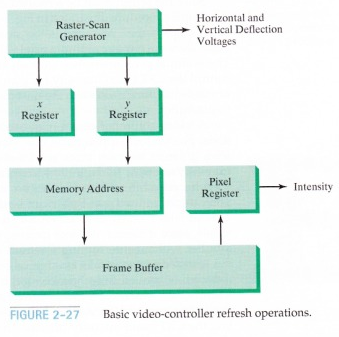 Raster-Scan
Generator
Horizontal and
Vertical Deflection
Voltages
x
Register
y
Register
Memory Address
Pixel
Register
Intensity
Frame Buffer
FIGURE 2-27 Basic video-controller refresh operations.